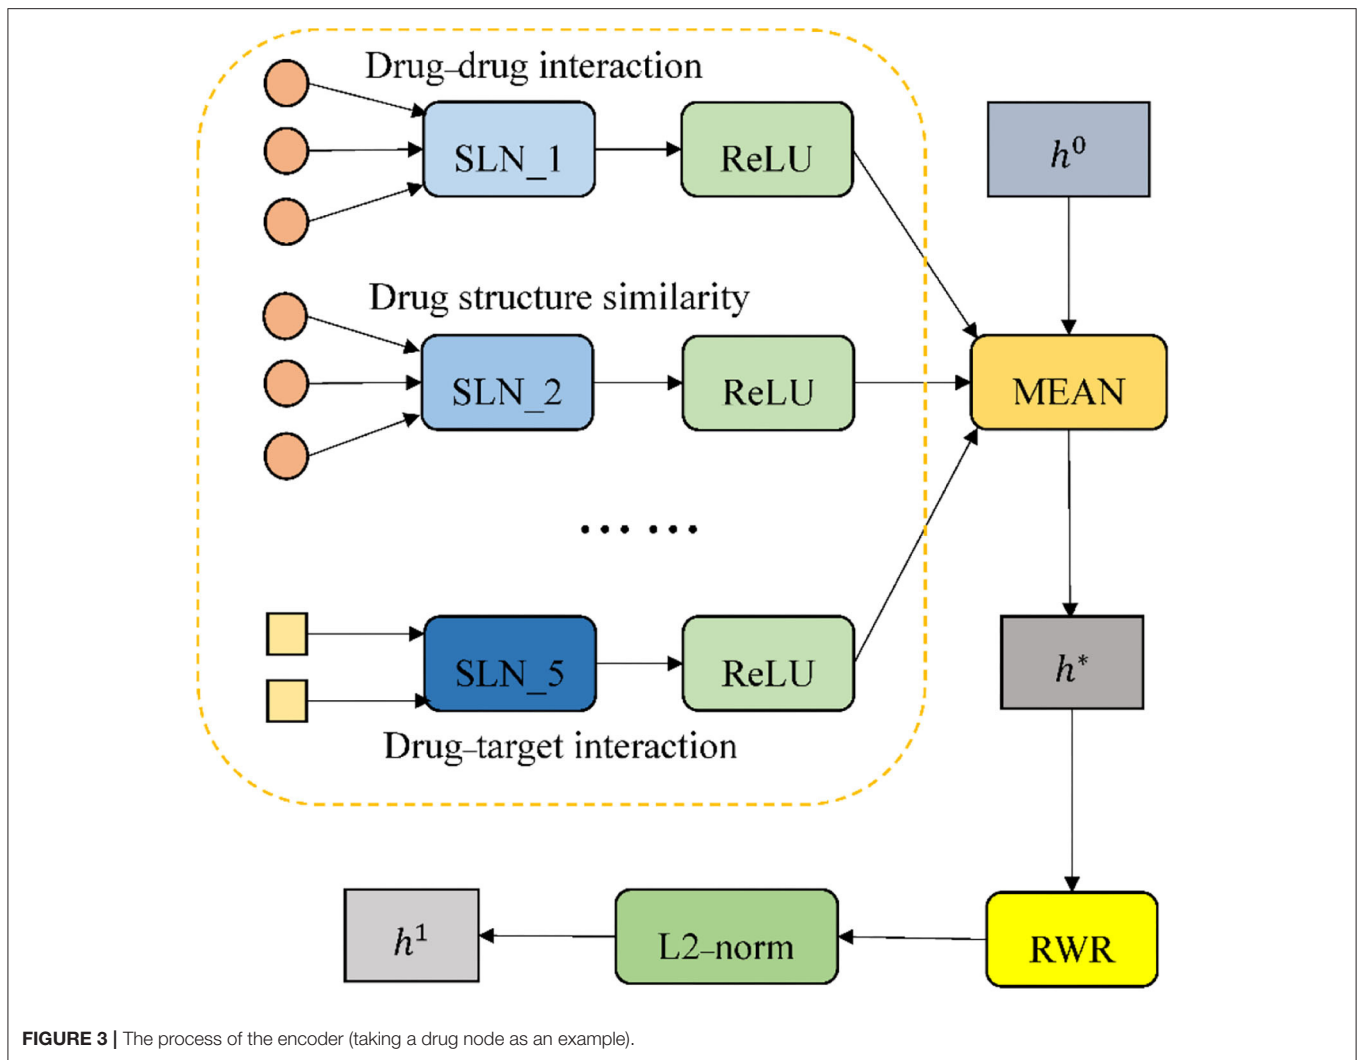 Drug–drug interaction
SLN_1
ReLU
h⁰
Drug structure similarity
SLN_2
ReLU
MEAN
…… 
SLN_5
ReLU
h*
Drug–target interaction
h¹
L2–norm
RWR
FIGURE 3 | The process of the encoder (taking a drug node as an example).